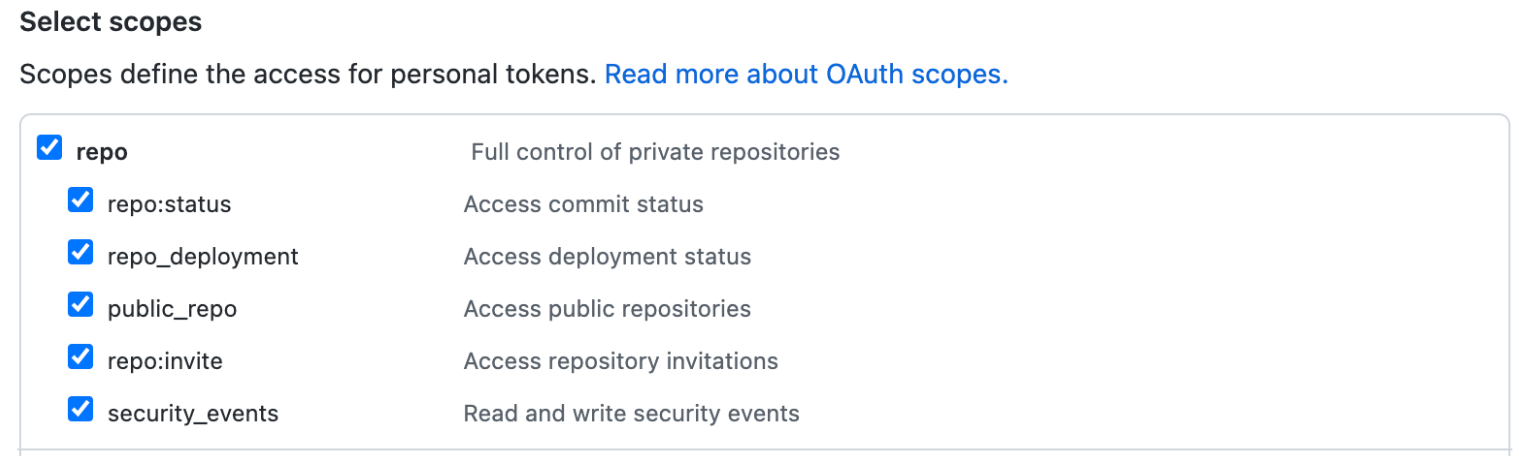 Select scopes
Scopes define the access for personal tokens. Read more about OAuth scopes.
repo Full control of private repositories
repo:status Access commit status
repo_deployment Access deployment status
public_repo Access public repositories
repo:invite Access repository invitations
security_events Read and write security events